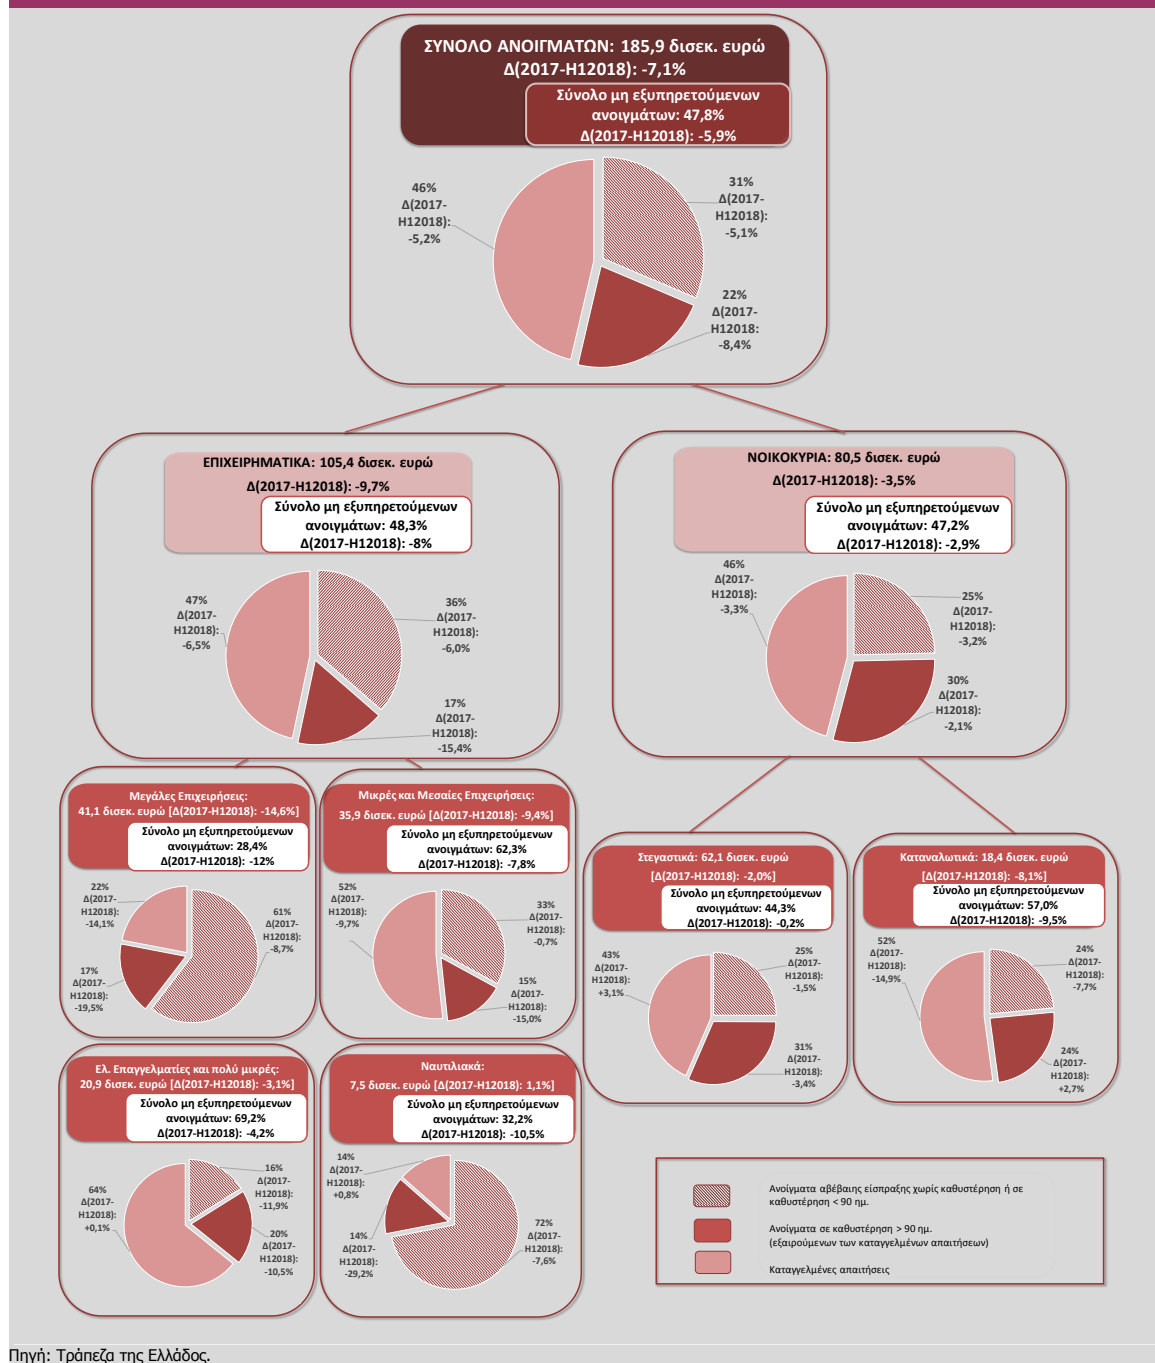 ΣΥΝΟΛΟ ΑΝΟΙΓΜΑΤΩΝ: 185,9 δισεκ. ευρώ
Δ(2017-Η12018): -7,1%
Σύνολο μη εξυπηρετούμενων
ανοιγμάτων: 47,8%
Δ(2017-Η12018): -5,9%
46%
Δ(2017-
Η12018):
-5,2%
31%
Δ(2017-
Η12018):
-5,1%
22%
Δ(2017-
Η12018:
-8,4%
ΕΠΙΧΕΙΡΗΜΑΤΙΚΑ: 105,4 δισεκ. ευρώ
Δ(2017-Η12018): -9,7%
Σύνολο μη εξυπηρετούμενων
ανοιγμάτων: 48,3%
Δ(2017-Η12018): -8%
47%
Δ(2017-
Η12018):
-6,5%
36%
Δ(2017-
Η12018):
-6,0%
17%
Δ(2017-
Η12018):
-15,4%
ΝΟΙΚΟΚΥΡΙΑ: 80,5 δισεκ. ευρώ
Δ(2017-Η12018): -3,5%
Σύνολο μη εξυπηρετούμενων
ανοιγμάτων: 47,2%
Δ(2017-Η12018): -2,9%
46%
Δ(2017-
Η12018):
-3,3%
25%
Δ(2017-
Η12018):
-3,2%
30%
Δ(2017-
Η12018):
-2,1%
Μεγάλες Επιχειρήσεις:
41,1 δισεκ. ευρώ [Δ(2017-Η12018): -14,6%]
Σύνολο μη εξυπηρετούμενων
ανοιγμάτων: 28,4%
Δ(2017-Η12018): -12%
22%
Δ(2017-
Η12018):
-14,1%
61%
Δ(2017-
Η12018):
-8,7%
17%
Δ(2017-
Η12018):
-19,5%
Μικρές και Μεσαίες Επιχειρήσεις:
35,9 δισεκ. ευρώ [Δ(2017-Η12018): -9,4%]
Σύνολο μη εξυπηρετούμενων
ανοιγμάτων: 62,3%
Δ(2017-Η12018): -7,8%
52%
Δ(2017-
Η12018):
-9,7%
33%
Δ(2017-
Η12018):
-0,7%
15%
Δ(2017-
Η12018):
-15,0%
Στεγαστικά: 62,1 δισεκ. ευρώ
[Δ(2017-Η12018): -2,0%]
Σύνολο μη εξυπηρετούμενων
ανοιγμάτων: 44,3%
Δ(2017-Η12018): -0,2%
43%
Δ(2017-
Η12018):
+3,1%
25%
Δ(2017-
Η12018):
-1,5%
31%
Δ(2017-
Η12018):
-3,4%
Καταναλωτικά: 18,4 δισεκ. ευρώ
[Δ(2017-Η12018): -8,1%]
Σύνολο μη εξυπηρετούμενων
ανοιγμάτων: 57,0%
Δ(2017-Η12018): -9,5%
52%
Δ(2017-
Η12018):
-14,9%
24%
Δ(2017-
Η12018):
-7,7%
24%
Δ(2017-
Η12018):
+2,7%
Ελ. Επαγγελματίες και πολύ μικρές:
20,9 δισεκ. ευρώ [Δ(2017-Η12018): -3,1%]
Σύνολο μη εξυπηρετούμενων
ανοιγμάτων: 69,2%
Δ(2017-Η12018): -4,2%
64%
Δ(2017-
Η12018):
+0,1%
16%
Δ(2017-
Η12018):
-11,9%
20%
Δ(2017-
Η12018):
-10,5%
Ναυτιλιακά:
7,5 δισεκ. ευρώ [Δ(2017-Η12018): 1,1%]
Σύνολο μη εξυπηρετούμενων
ανοιγμάτων: 32,2%
Δ(2017-Η12018): -10,5%
14%
Δ(2017-
Η12018):
+0,8%
14%
Δ(2017-
Η12018):
-29,2%
72%
Δ(2017-
Η12018):
-7,6%
Ανοίγματα αβέβαιης είσπραξης χωρίς καθυστέρηση ή σε
καθυστέρηση < 90 ημ.
Ανοίγματα σε καθυστέρηση > 90 ημ.
(εξαιρούμενων των καταγγελμένων απαιτήσεων)
Καταγγελμένες απαιτήσεις
Πηγή: Τράπεζα της Ελλάδος.